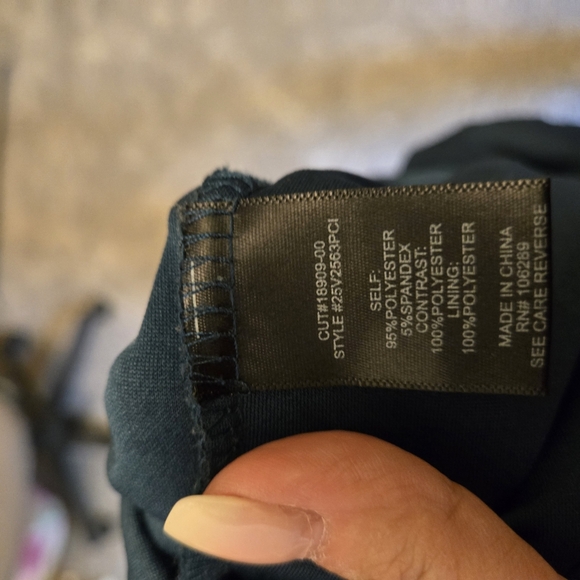 CUT#18909-00
STYLE #25V2563PCI
SELF:
95%POLYESTER
5%SPANDEX
CONTRAST:
100%POLYESTER
LINING:
100%POLYESTER
MADE IN CHINA
RN# 106289
SEE CARE REVERSE